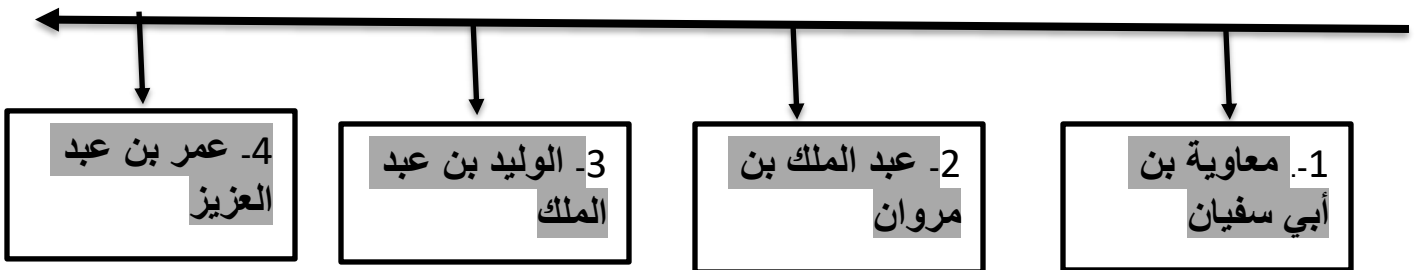 1-. معاوية بن
أبي سفيان
2- عبد الملك بن
مروان
3- الوليد بن عبد
الملك
4- عمر بن عبد
العزيز